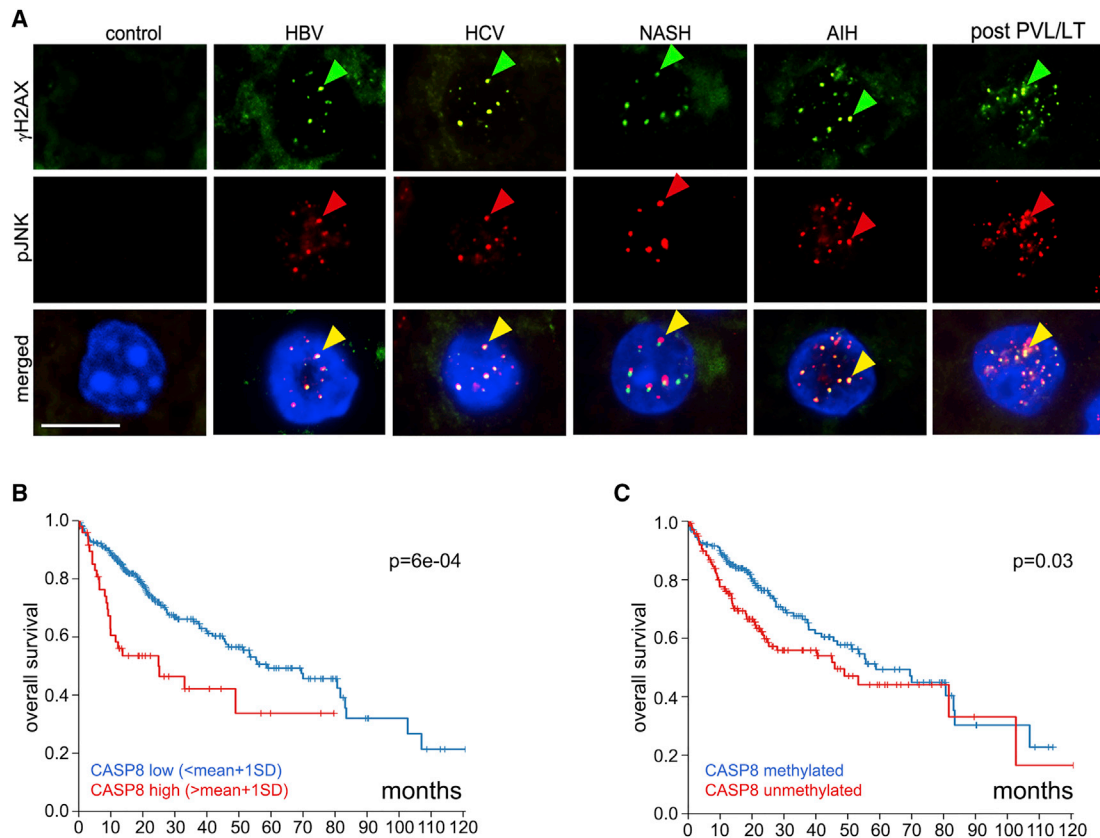 A
control HBV HCV NASH AIH post PVL/LT
γH2AX
pJNK
merged
B
1.0
0.8
0.6
0.4
0.2
0.0
overall survival
p=6e-04
CASP8 low (<mean+1SD)
CASP8 high (>mean+1SD)
months
0 10 20 30 40 50 60 70 80 90 100 110 120
C
1.0
0.8
0.6
0.4
0.2
0.0
overall survival
p=0.03
CASP8 methylated
CASP8 unmethylated
months
0 10 20 30 40 50 60 70 80 90 100 110 120